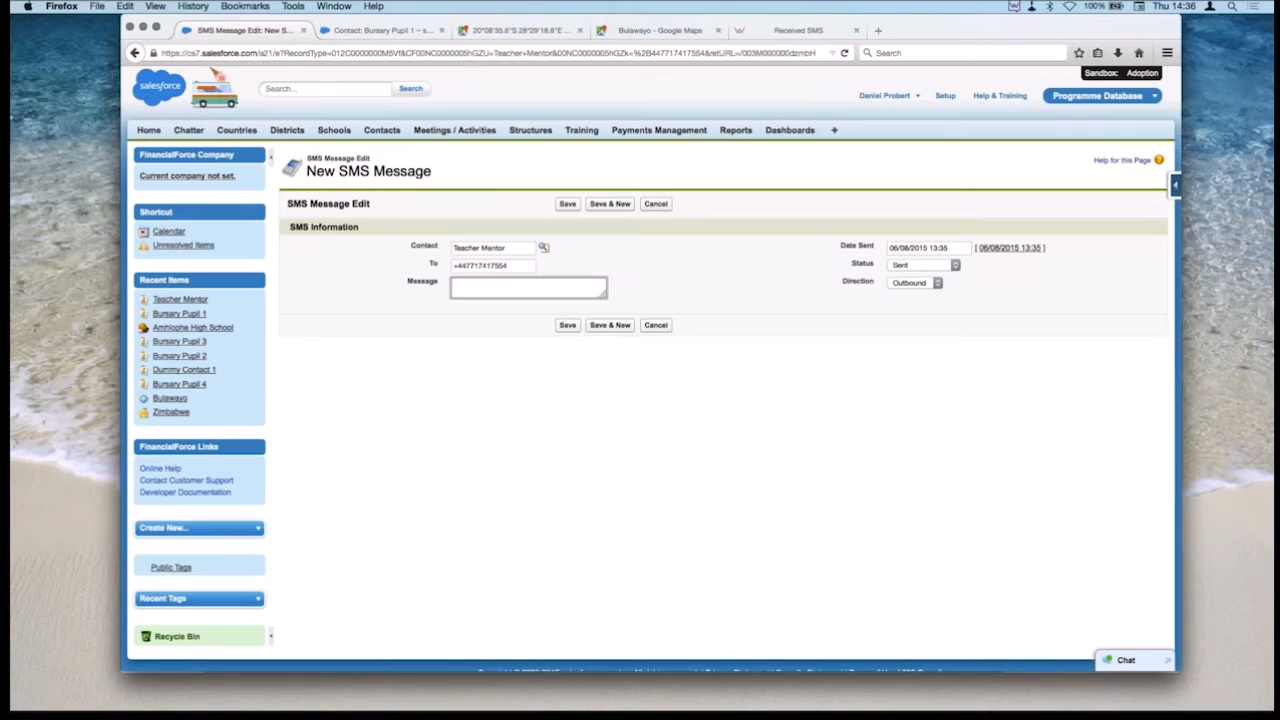 Firefox File Edit View History Bookmarks Tools Window Help 100% Thu 14:36
SMS Message Edit: New S... Contact: Bursary Pupil 1 ~ s... 20°08'35.6"S 28°29'18.6"E ... Bulawayo - Google Maps Received SMS
https://cs7.salesforce.com/a21/e?RecordType=012C0000000M5Vf&CF00NC0000005hGZU=Teacher+Mentor&00NC0000005hGZk=%2B447717417554&retURL=/003M000000dzmbH Search
Sandbox: Adoption
salesforce Search... Search
Daniel Probert Setup Help & Training Programme Database
Home Chatter Countries Districts Schools Contacts Meetings / Activities Structures Training Payments Management Reports Dashboards +
FinancialForce Company
Current company not set.
Shortcut
Calendar
Unresolved Items
Recent Items
Teacher Mentor
Bursary Pupil 1
Amhlophe High School
Bursary Pupil 3
Bursary Pupil 2
Dummy Contact 1
Bursary Pupil 4
Bulawayo
Zimbabwe
FinancialForce Links
Online Help
Contact Customer Support
Developer Documentation
Create New...
Public Tags
Recent Tags
Recycle Bin
SMS Message Edit
New SMS Message
Help for this Page
SMS Message Edit Save Save & New Cancel
SMS Information
Contact Teacher Mentor Date Sent 06/08/2015 13:35 [ 06/08/2015 13:35 ]
To +447717417554 Status Sent
Message Direction Outbound
Save Save & New Cancel
Chat